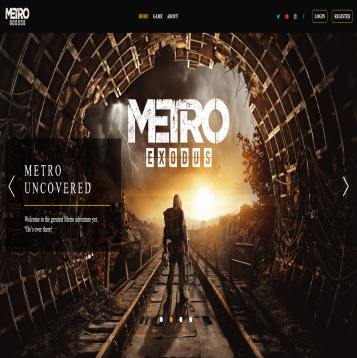 METRO
EXODUS
HOME GAME ABOUT
LOGIN
REGISTER
METRO
EXODUS
METRO
UNCOVERED
Welcome to the greatest Metro adventure yet.
"He's over there!